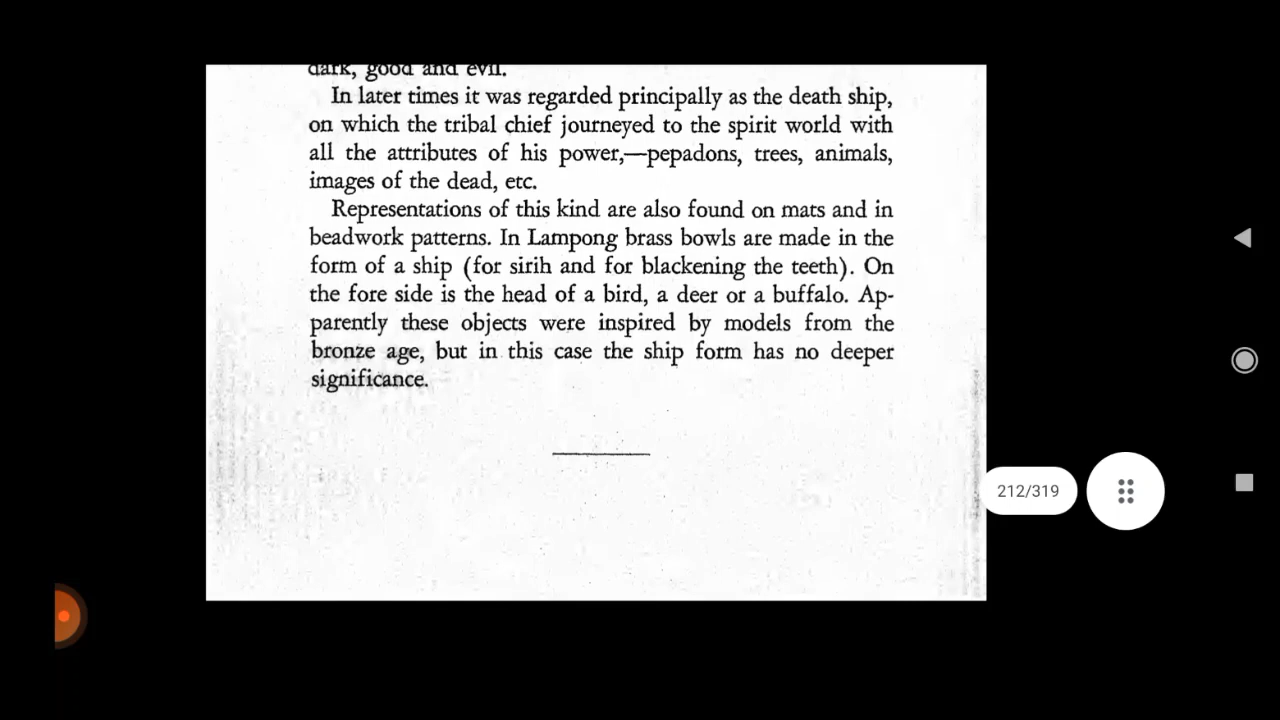 dark, good and evil.
In later times it was regarded principally as the death ship,
on which the tribal chief journeyed to the spirit world with
all the attributes of his power,—pepadons, trees, animals,
images of the dead, etc.
Representations of this kind are also found on mats and in
beadwork patterns. In Lampong brass bowls are made in the
form of a ship (for sirih and for blackening the teeth). On
the fore side is the head of a bird, a deer or a buffalo. Ap-
parently these objects were inspired by models from the
bronze age, but in this case the ship form has no deeper
significance.
212/319